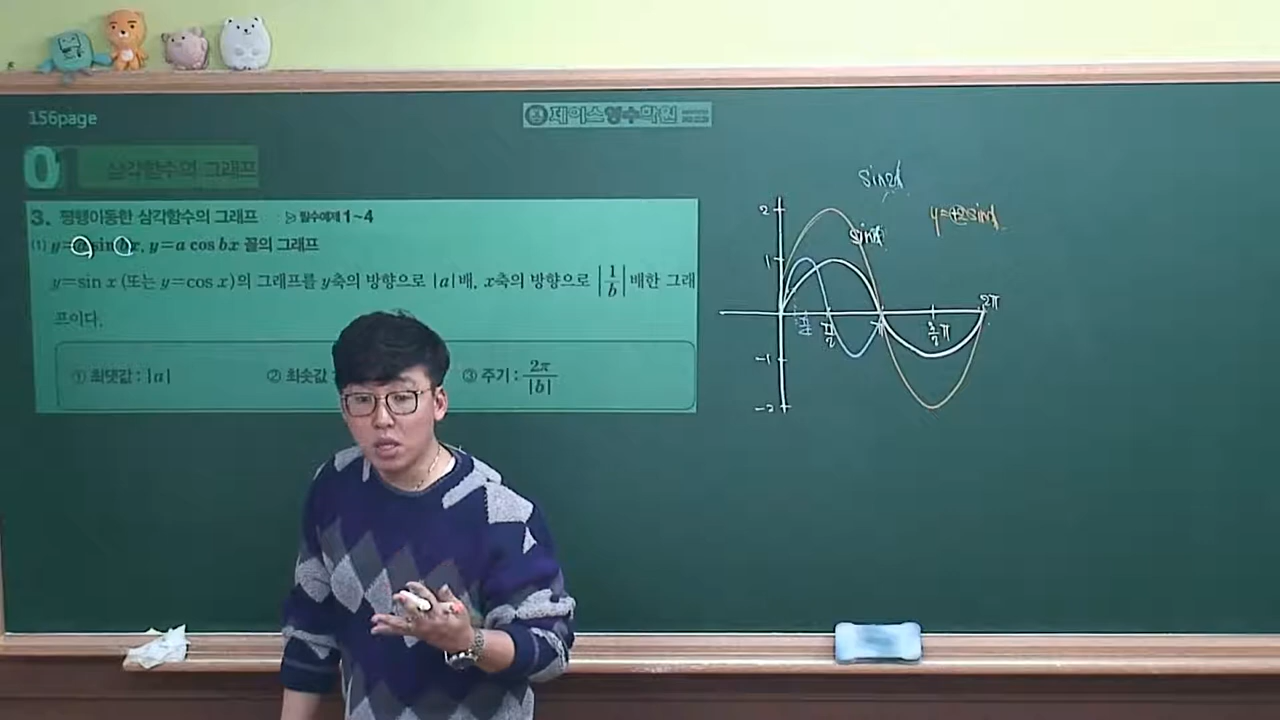 156page
제이스영수학원
01 삼각함수의 그래프
3. 평행이동한 삼각함수의 그래프 ▷ 필수예제 1~4
(1) y=a sin bx, y=a cos bx 꼴의 그래프
y=sin x (또는 y=cos x)의 그래프를 y축의 방향으로 |a|배, x축의 방향으로 |1/b|배한 그래
프이다.
① 최댓값 : |a| ② 최솟값 ③ 주기 : 2π/|b|
sin2x
y=2sinx
sinx
2
1
-1
-2
π/2
π
3/2π
2π